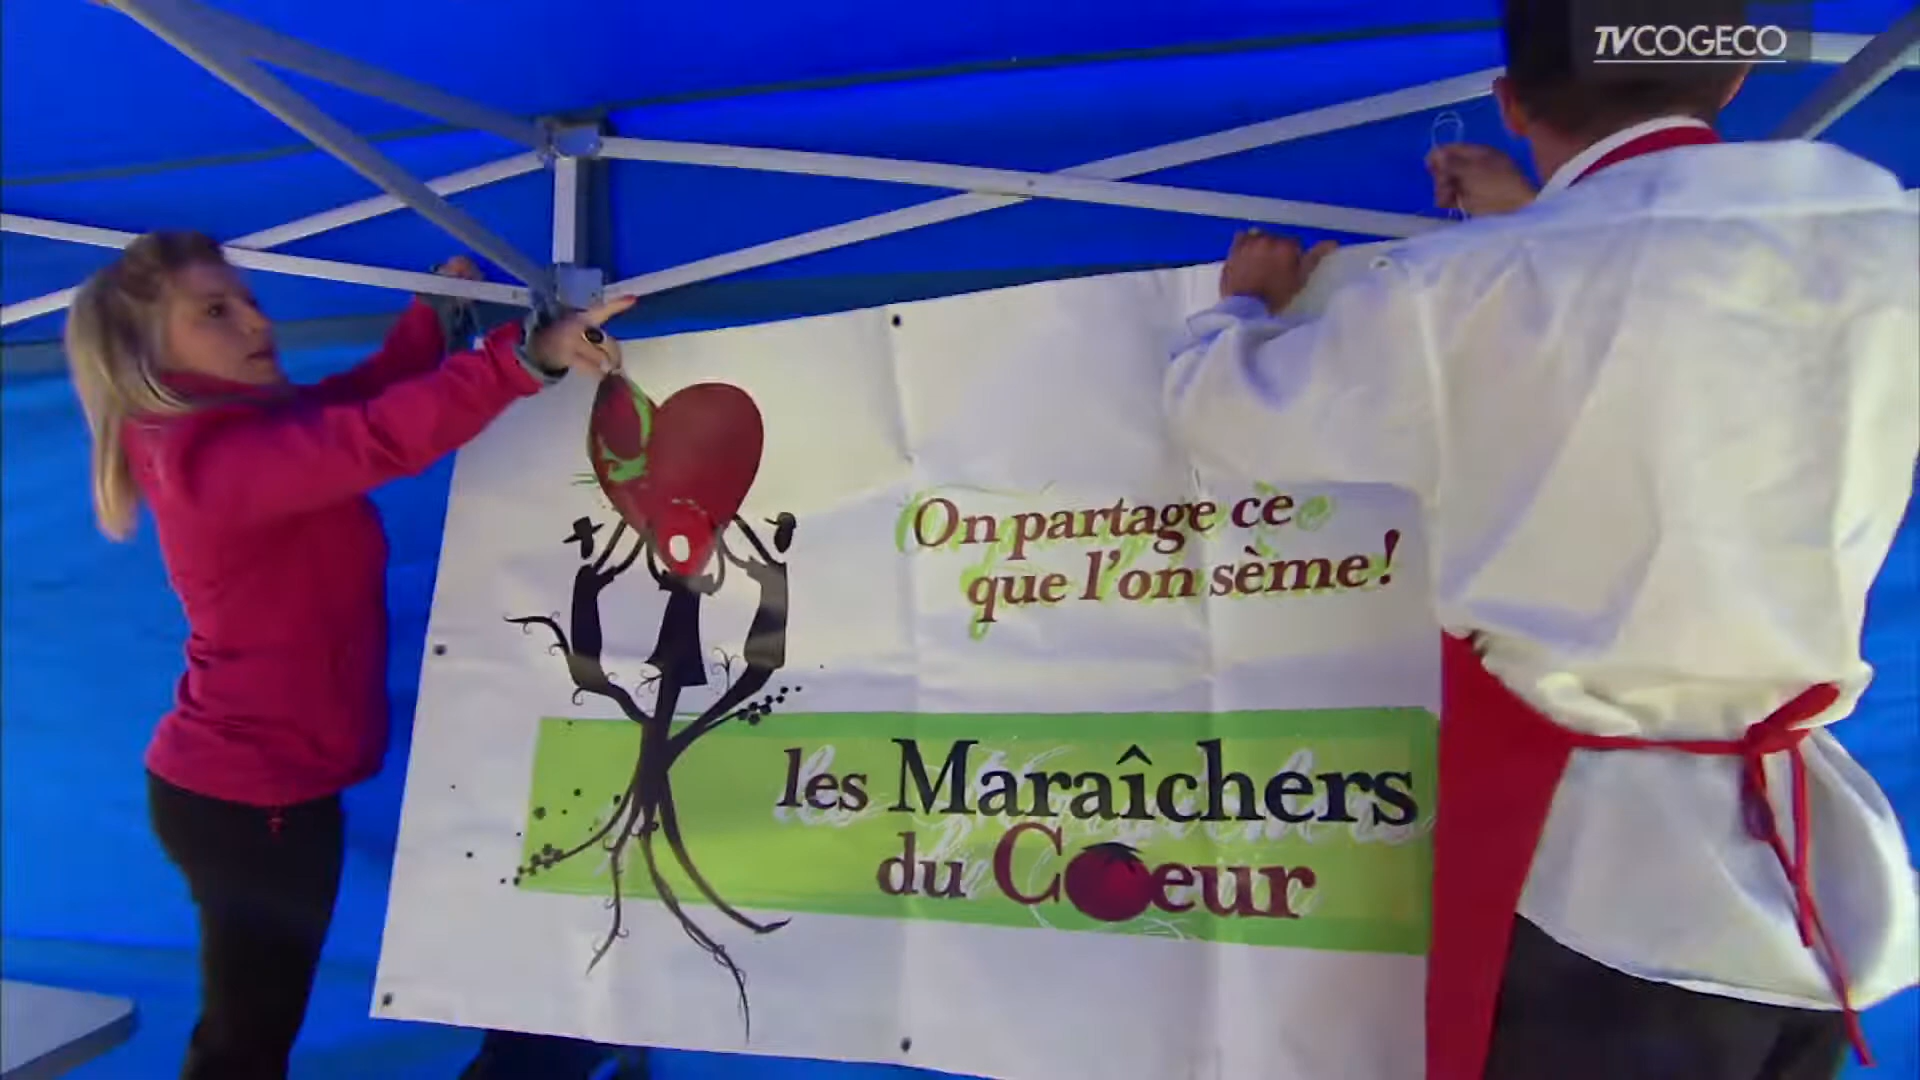 TVCOGECO
On partage ce
que l'on sème!
les Maraîchers
du Coeur